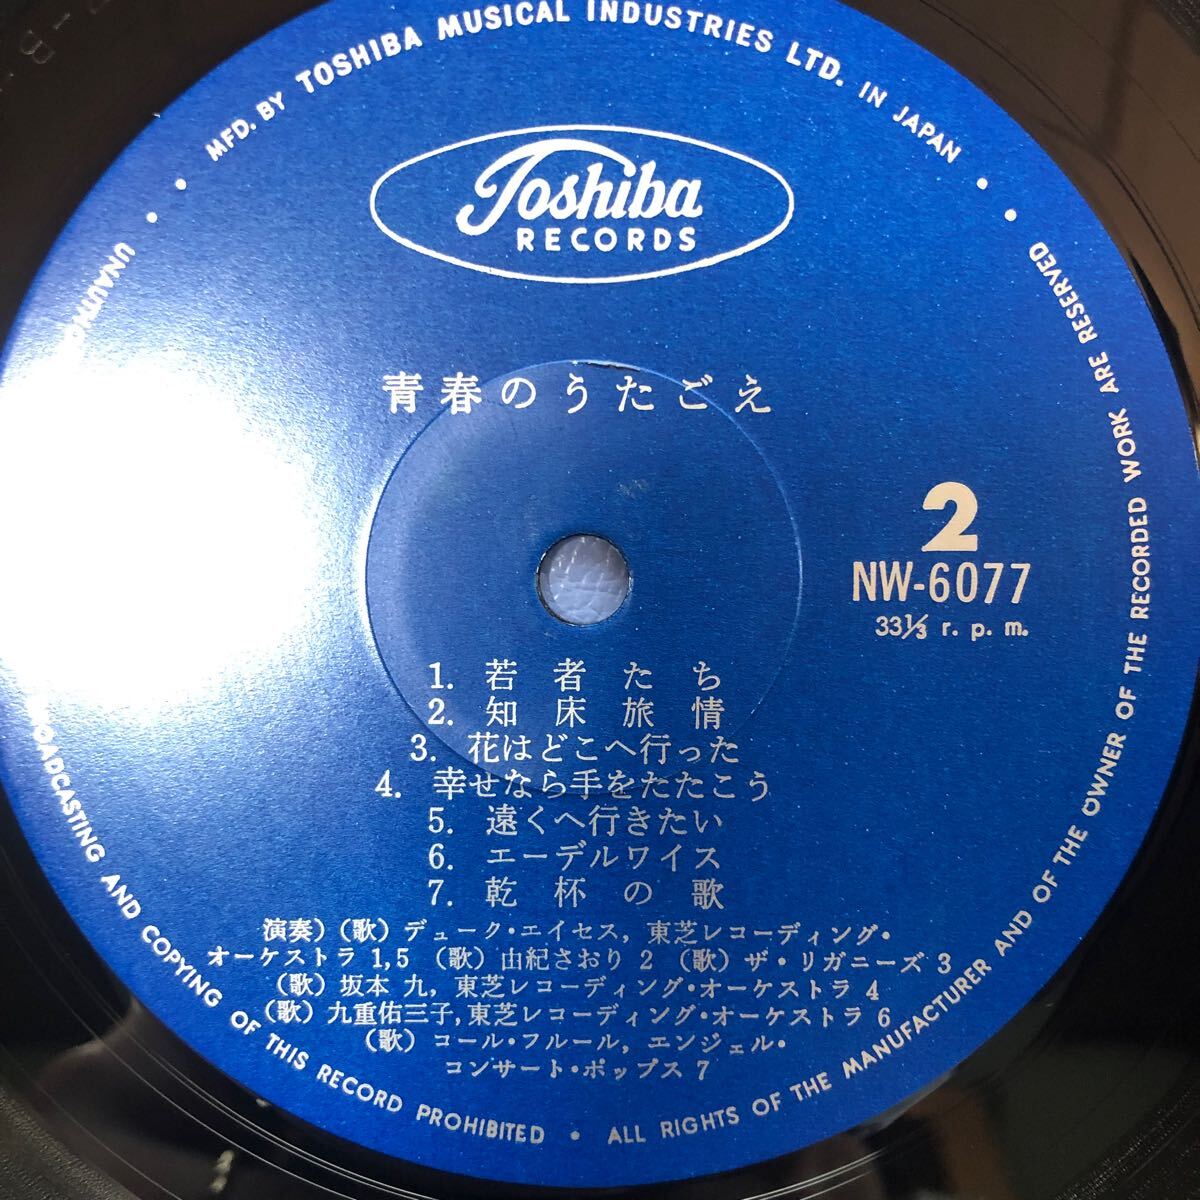 MFD. BY TOSHIBA MUSICAL INDUSTRIES LTD. IN JAPAN
Toshiba
RECORDS
青春のうたごえ
2
NW-6077
33⅓ r. p. m.
1. 若者たち
2. 知床旅情
3. 花はどこへ行った
4. 幸せなら手をたたこう
5. 遠くへ行きたい
6. エーデルワイス
7. 乾杯の歌
演奏）（歌）デューク・エイセス, 東芝レコーディング・
オーケストラ 1,5 （歌）由紀さおり 2 （歌）ザ・リガニーズ 3
（歌）坂本 九, 東芝レコーディング・オーケストラ 4
（歌）九重佑三子, 東芝レコーディング・オーケストラ 6
（歌）コール・フルール, エンジェル・
コンサート・ポップス 7
AND COPYING OF THIS RECORD PROHIBITED • ALL RIGHTS OF THE MANUFACTURER AND OF THE OWNER OF THE RECORDED WORK ARE RESERVED